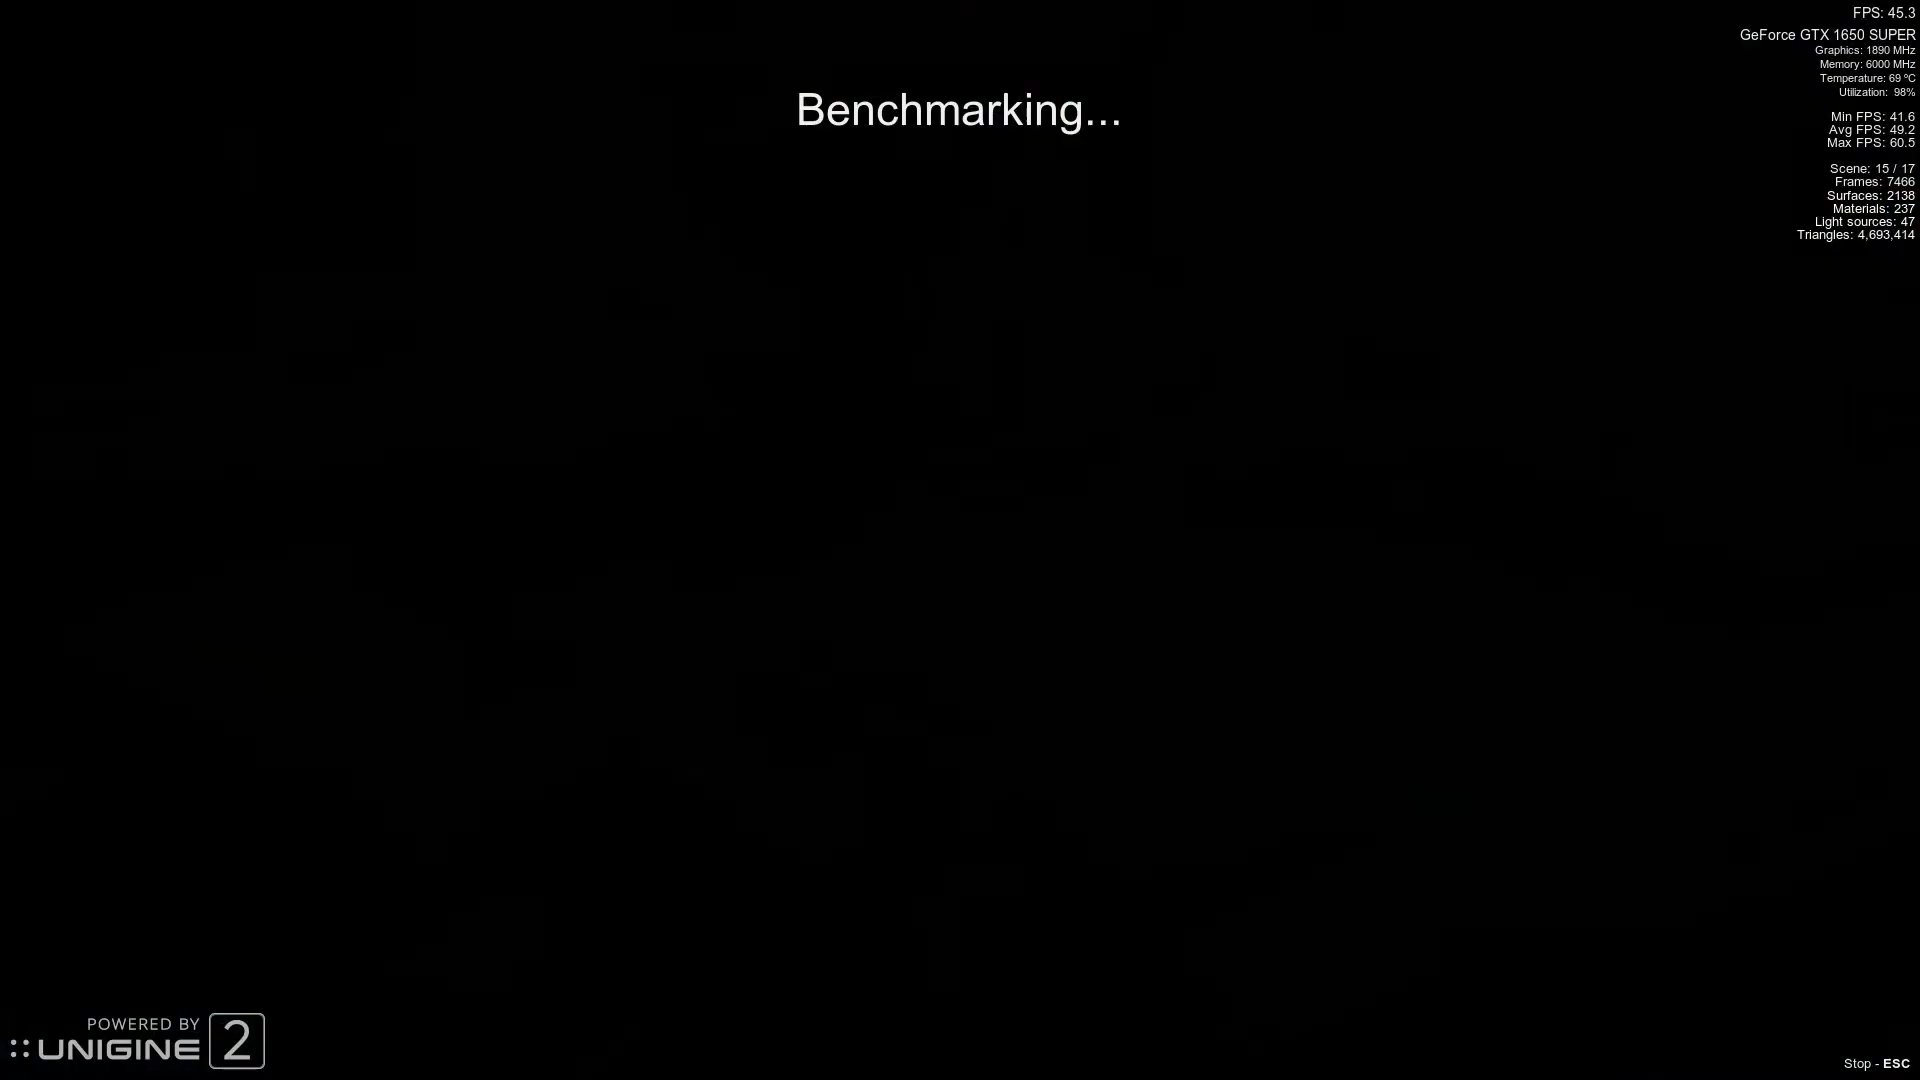 FPS: 45.3
GeForce GTX 1650 SUPER
Graphics: 1890 MHz
Memory: 6000 MHz
Temperature: 69 ºC
Utilization: 98%
Benchmarking...
Min FPS: 41.6
Avg FPS: 49.2
Max FPS: 60.5
Scene: 15 / 17
Frames: 7466
Surfaces: 2138
Materials: 237
Light sources: 47
Triangles: 4,693,414
POWERED BY
UNIGINE 2
Stop - ESC